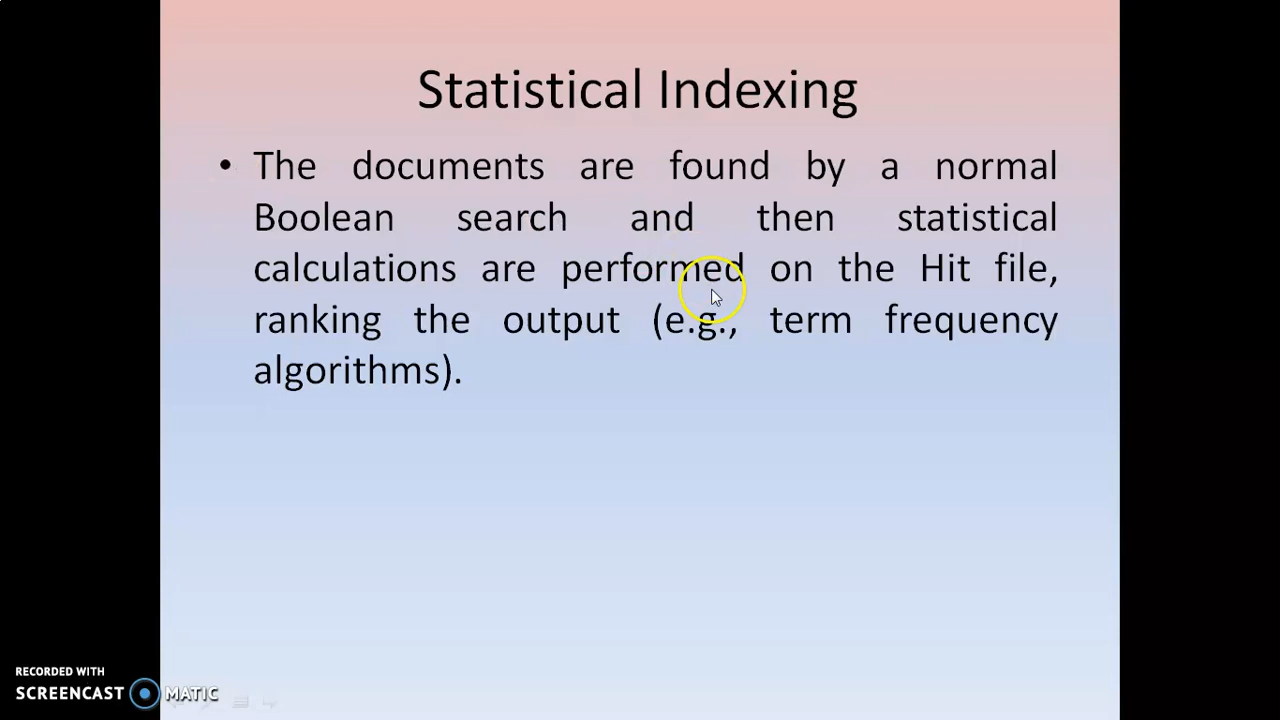 Statistical Indexing
• The documents are found by a normal
Boolean search and then statistical
calculations are performed on the Hit file,
ranking the output (e.g., term frequency
algorithms).
RECORDED WITH
SCREENCAST MATIC